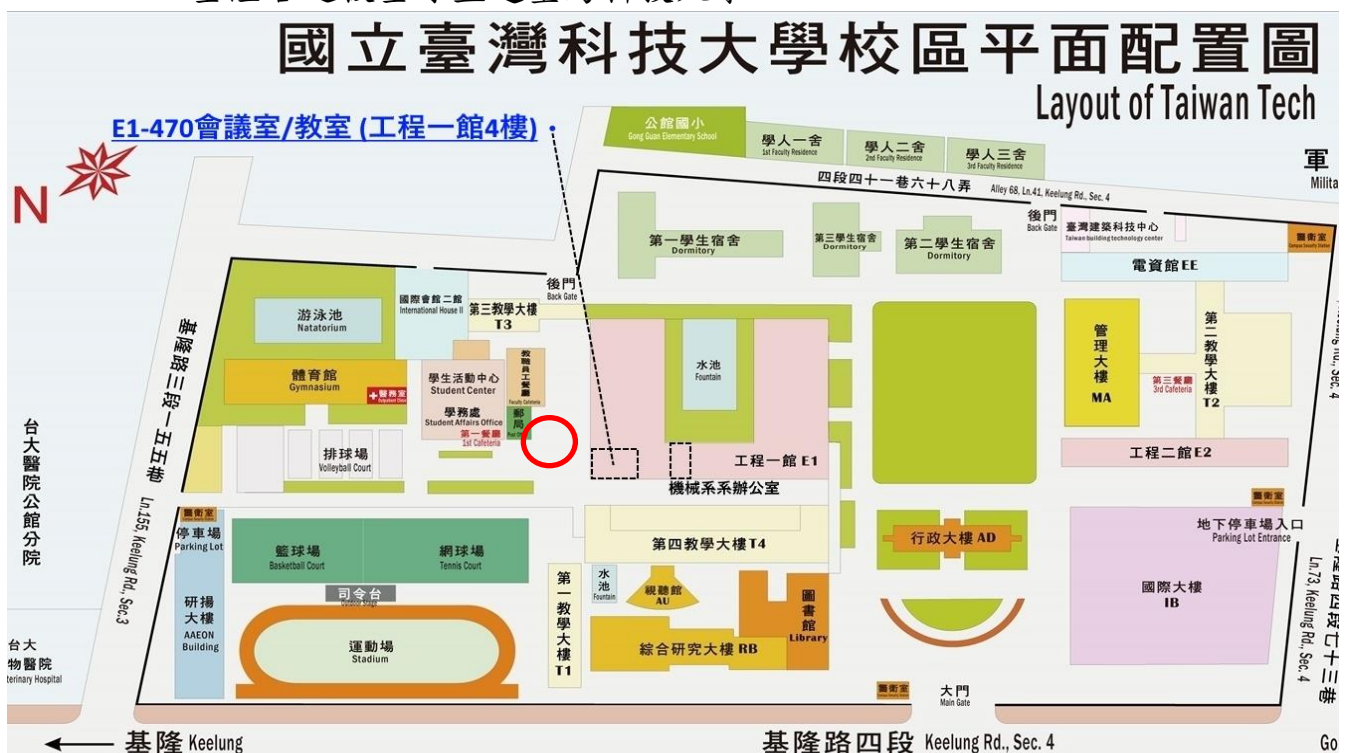 國立臺灣科技大學校區平面配置圖
Layout of Taiwan Tech
E1-470會議室/教室 (工程一館4樓)
公館國小
Gong Guan Elementary School
學人一舍
1st Faculty Residence
學人二舍
2nd Faculty Residence
學人三舍
3rd Faculty Residence
軍
Milita
四段四十一巷六十八弄 Alley 68, Ln.41, Keelung Rd., Sec. 4
N
後門
Back Gate
臺灣建築科技中心
Taiwan building technology center
警衛室
第一學生宿舍
Dormitory
第三學生宿舍
Dormitory
第二學生宿舍
Dormitory
電資館 EE
後門
Back Gate
國際會館二館
International House II
第三教學大樓
T3
游泳池
Natatorium
基隆路三段一五五巷
Ln.155, Keelung Rd., Sec.3
體育館
Gymnasium
醫務室
學生活動中心
Student Center
學務處
Student Affairs Office
第一餐廳
1st Cafeteria
教職員工餐廳
Faculty Cafeteria
郵局
水池
Fountain
管理大樓
MA
第三餐廳
3rd Cafeteria
第二教學大樓
T2
台大醫院公館分院
排球場
Volleyball Court
工程一館 E1
機械系系辦公室
工程二館 E2
警衛室
停車場
Parking Lot
籃球場
Basketball Court
網球場
Tennis Court
第四教學大樓 T4
行政大樓 AD
警衛室
地下停車場入口
Parking Lot Entrance
司令台
研揚大樓
AAEON
Building
運動場
Stadium
第一教學大樓
T1
水池
Fountain
視聽館
AU
圖書館
Library
綜合研究大樓 RB
國際大樓
IB
Ln.73, Keelung Rd., Sec. 4
台大
物醫院
terinary Hospital
警衛室
大門
Main Gate
基隆 Keelung
基隆路四段 Keelung Rd., Sec. 4
Go